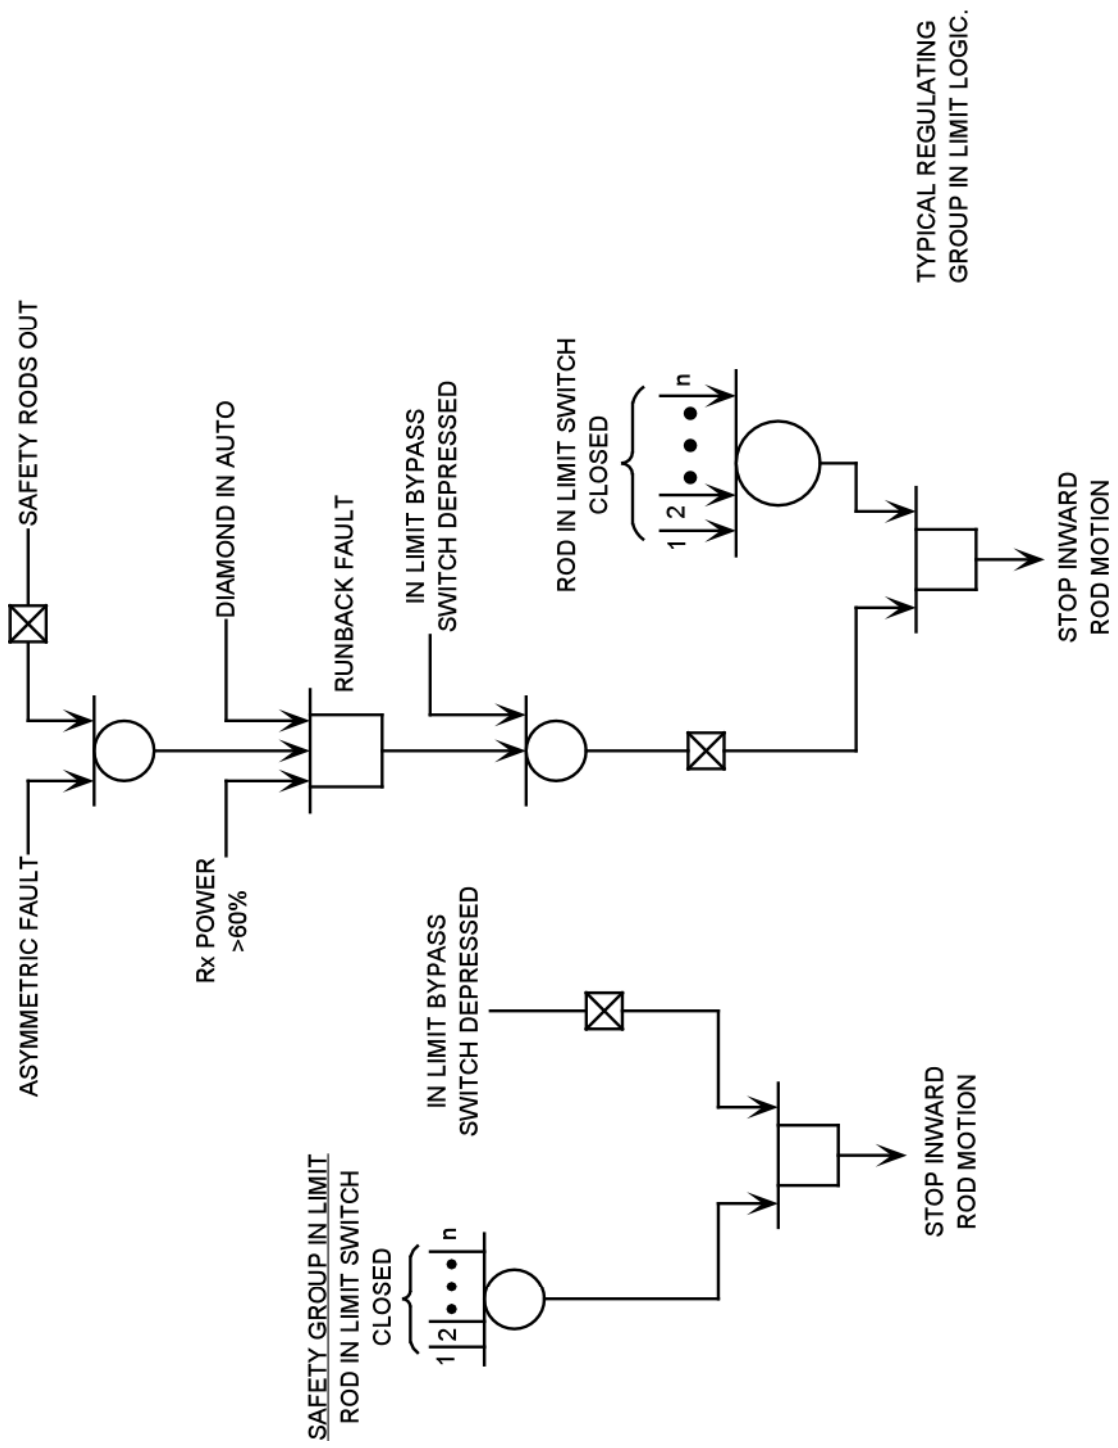 ASYMMETRIC FAULT
SAFETY RODS OUT
Rx POWER
>60%
DIAMOND IN AUTO
RUNBACK FAULT
IN LIMIT BYPASS
SWITCH DEPRESSED
ROD IN LIMIT SWITCH
CLOSED
1 2 n
STOP INWARD
ROD MOTION
TYPICAL REGULATING
GROUP IN LIMIT LOGIC.
SAFETY GROUP IN LIMIT
ROD IN LIMIT SWITCH
CLOSED
1 2 n
IN LIMIT BYPASS
SWITCH DEPRESSED
STOP INWARD
ROD MOTION